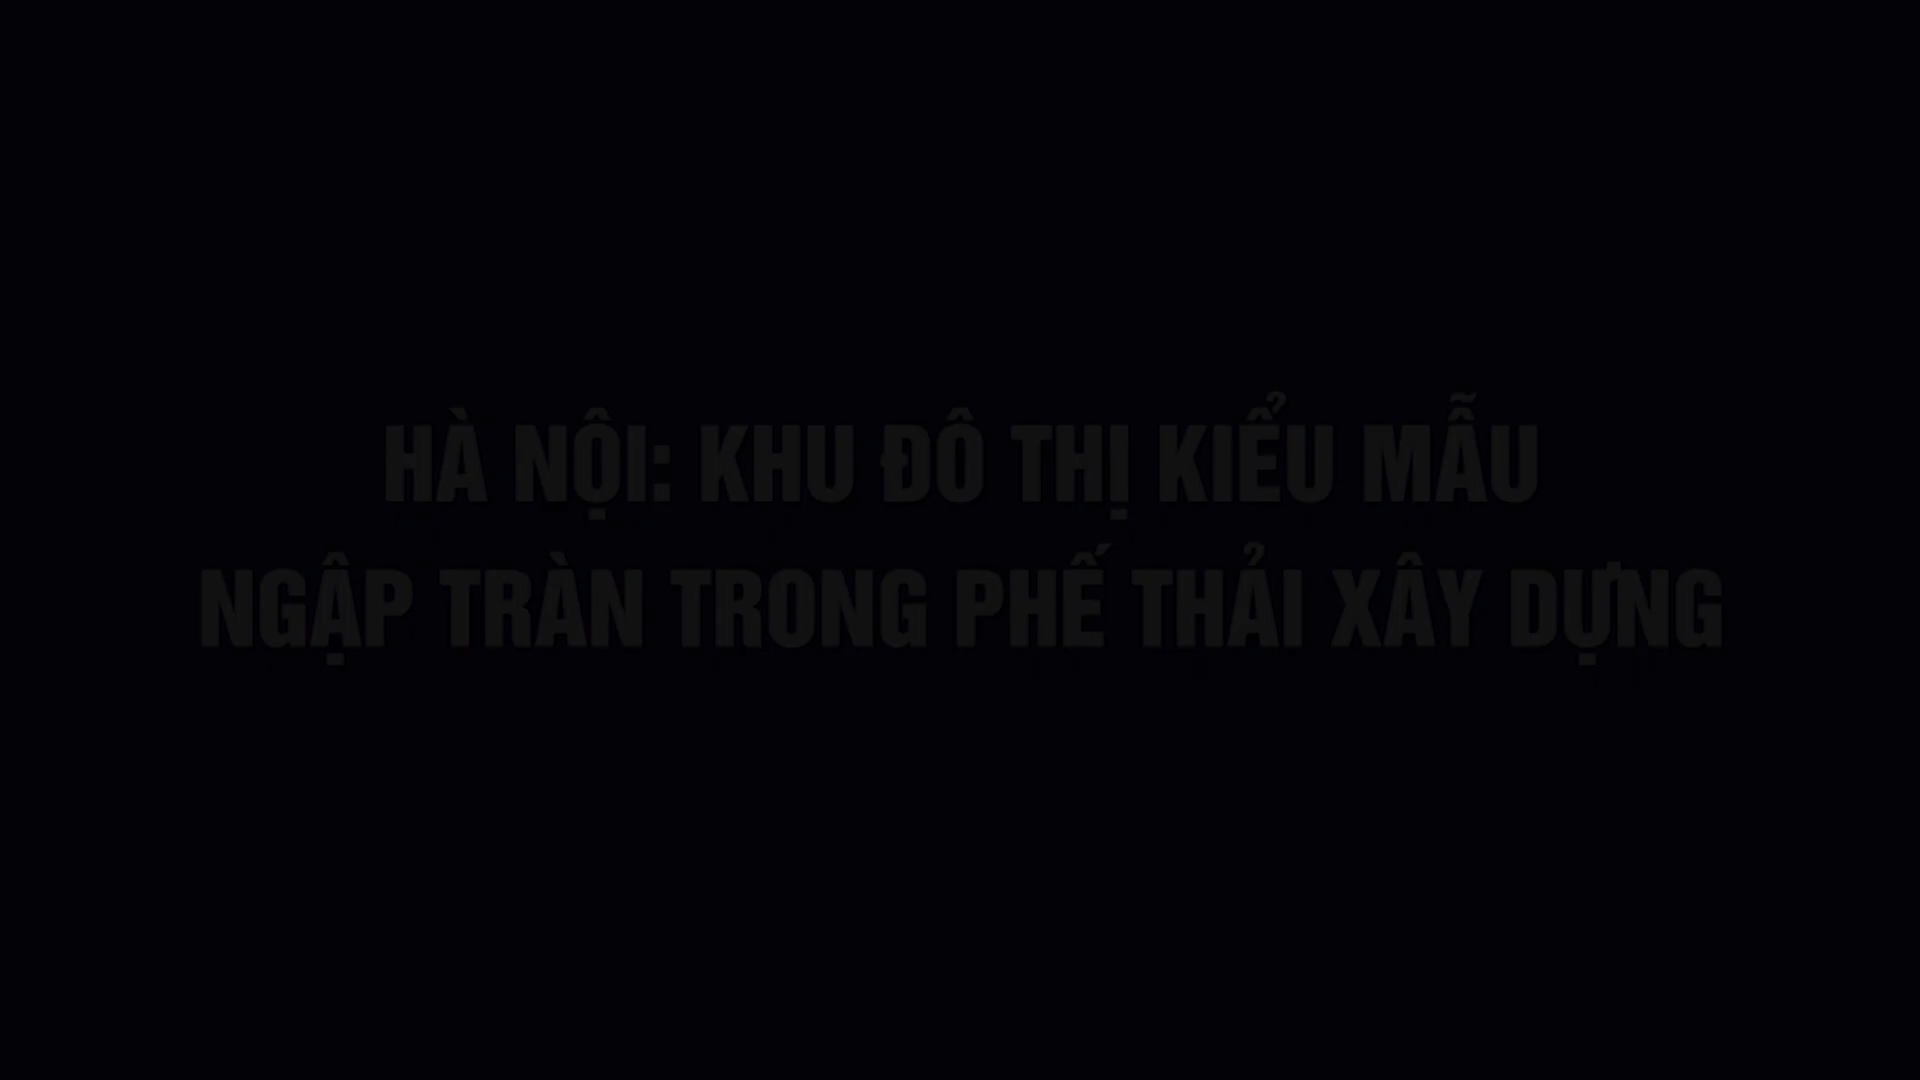 HÀ NỘI: KHU ĐÔ THỊ KIỂU MẪU
NGẬP TRÀN TRONG PHẾ THẢI XÂY DỰNG